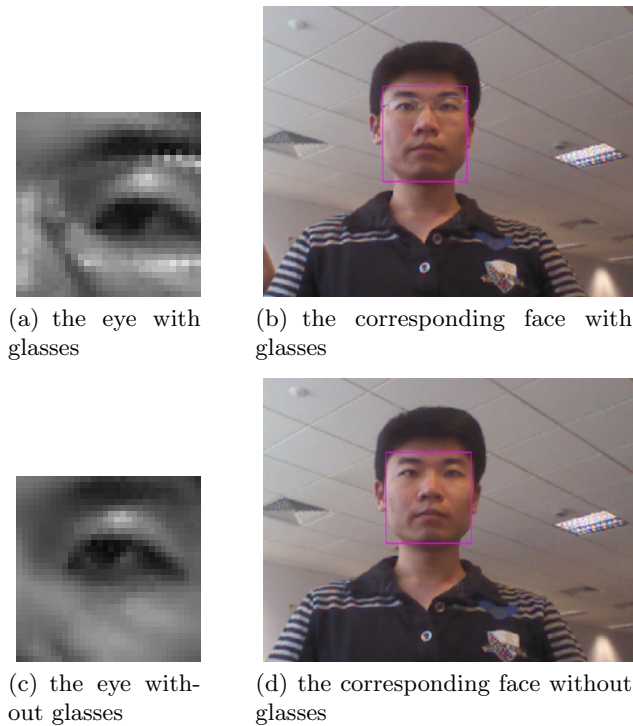 (a) the eye with
glasses
(b) the corresponding face with
glasses
(c) the eye with-
out glasses
(d) the corresponding face without
glasses